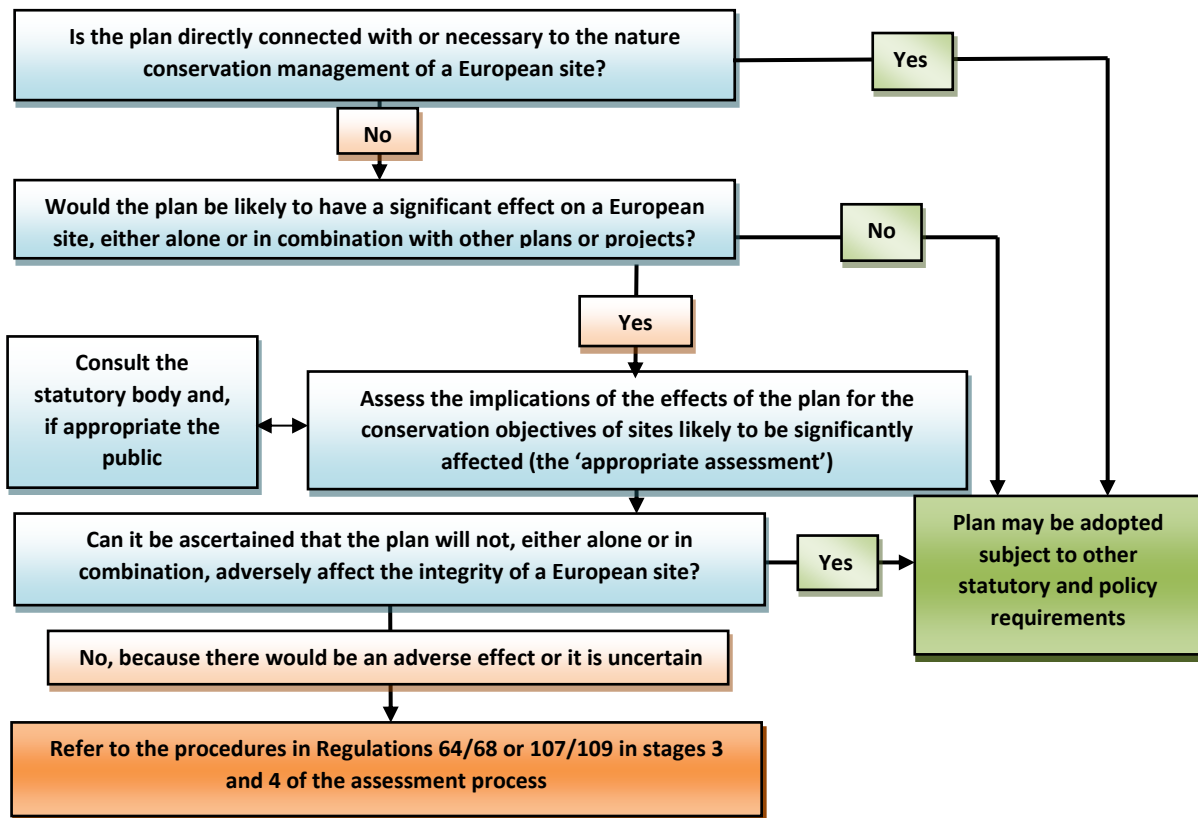 Is the plan directly connected with or necessary to the nature
conservation management of a European site?
Yes
No
Would the plan be likely to have a significant effect on a European
site, either alone or in combination with other plans or projects?
No
Yes
Consult the
statutory body and,
if appropriate the
public
Assess the implications of the effects of the plan for the
conservation objectives of sites likely to be significantly
affected (the ‘appropriate assessment’)
Can it be ascertained that the plan will not, either alone or in
combination, adversely affect the integrity of a European site?
Yes
Plan may be adopted
subject to other
statutory and policy
requirements
No, because there would be an adverse effect or it is uncertain
Refer to the procedures in Regulations 64/68 or 107/109 in stages 3
and 4 of the assessment process